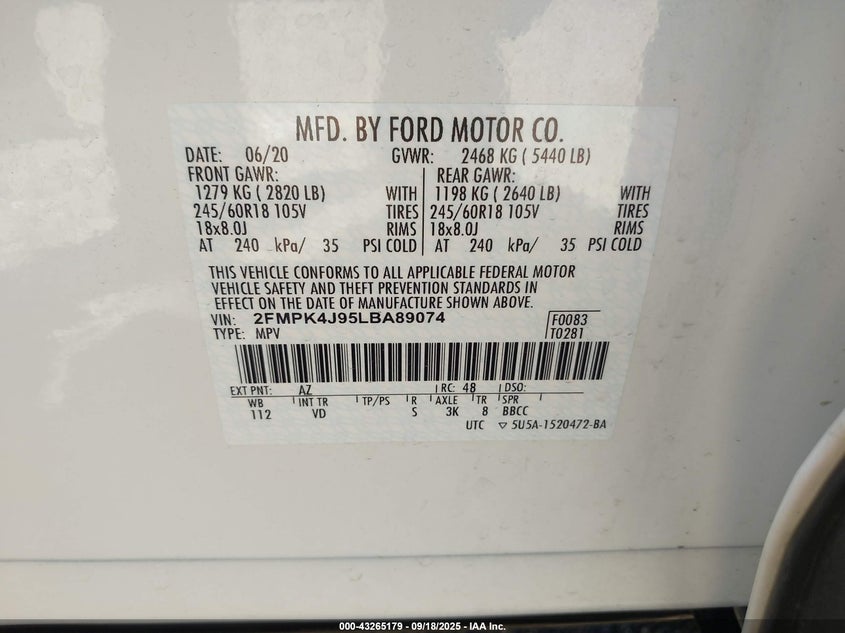 MFD. BY FORD MOTOR CO.
DATE: 06/20 GVWR: 2468 KG ( 5440 LB)
FRONT GAWR: REAR GAWR:
1279 KG ( 2820 LB) WITH 1198 KG ( 2640 LB) WITH
245/60R18 105V TIRES 245/60R18 105V TIRES
18x8.0J RIMS 18x8.0J RIMS
AT 240 kPa/ 35 PSI COLD AT 240 kPa/ 35 PSI COLD
THIS VEHICLE CONFORMS TO ALL APPLICABLE FEDERAL MOTOR
VEHICLE SAFETY AND THEFT PREVENTION STANDARDS IN
EFFECT ON THE DATE OF MANUFACTURE SHOWN ABOVE.
VIN: 2FMPK4J95LBA89074 F0083
TYPE: MPV T0281
EXT PNT: AZ RC: 48 DSO:
WB INT TR TP/PS R AXLE TR SPR
112 VD S 3K 8 BBCC
UTC ▽ 5U5A-1520472-BA
000-43265179 - 09/18/2025 - IAA Inc.